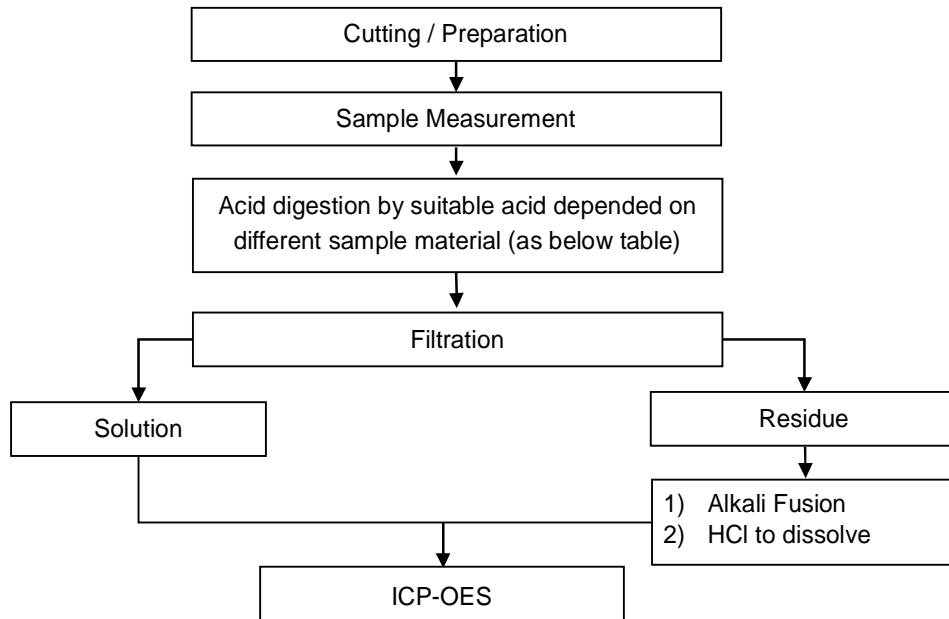 Cutting / Preparation
Sample Measurement
Acid digestion by suitable acid depended on
different sample material (as below table)
Filtration
Solution
Residue
1) Alkali Fusion
2) HCl to dissolve
ICP-OES